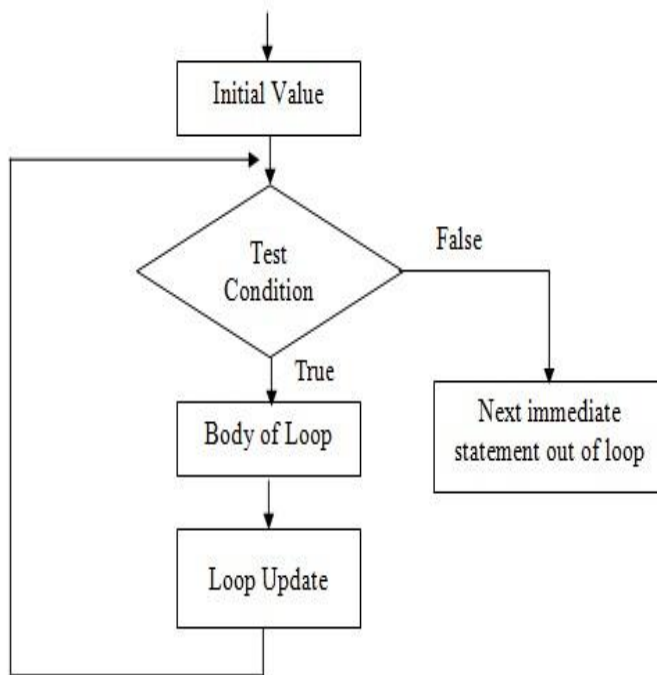 Initial Value
Test
Condition
False
True
Body of Loop
Next immediate
statement out of loop
Loop Update